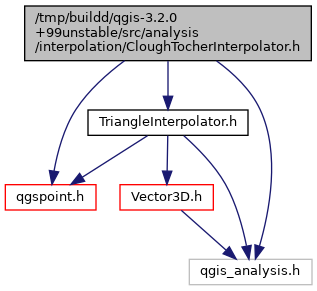 /tmp/buildd/qgis-3.2.0
+99unstable/src/analysis
/interpolation/CloughTocherInterpolator.h
TriangleInterpolator.h
qgspoint.h
Vector3D.h
qgis_analysis.h